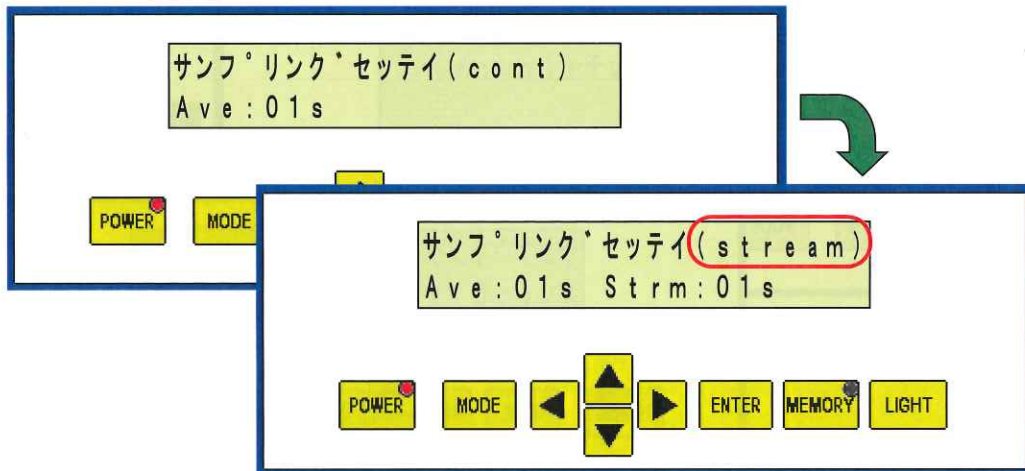 サンプリング セッテイ(cont)
Ave:01s
POWER
MODE
サンプリング セッテイ(stream)
Ave:01s Strm:01s
POWER MODE ENTER MEMORY LIGHT